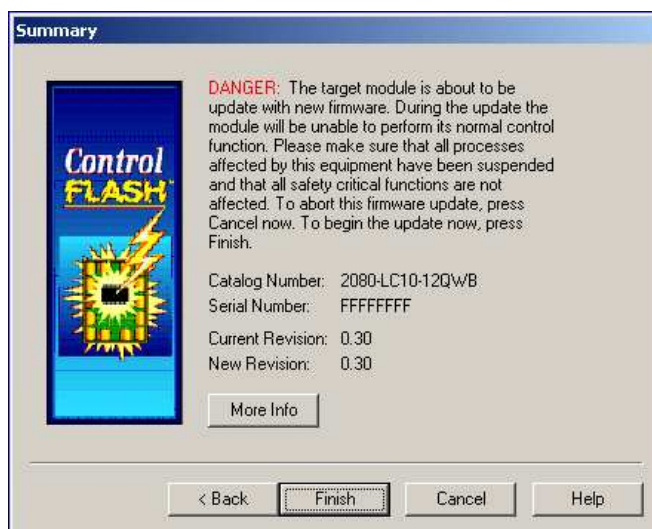 Summary
Control
FLASH
DANGER: The target module is about to be
update with new firmware. During the update the
module will be unable to perform its normal control
function. Please make sure that all processes
affected by this equipment have been suspended
and that all safety critical functions are not
affected. To abort this firmware update, press
Cancel now. To begin the update now, press
Finish.
Catalog Number: 2080-LC10-12QWB
Serial Number: FFFFFFFF
Current Revision: 0.30
New Revision: 0.30
More Info
< Back Finish Cancel Help